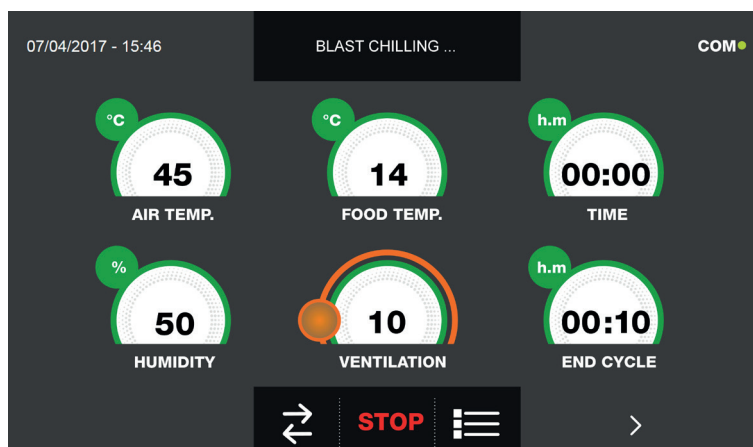 07/04/2017 - 15:46
BLAST CHILLING ...
COM
°C
45
AIR TEMP.
°C
14
FOOD TEMP.
h.m
00:00
TIME
%
50
HUMIDITY
10
VENTILATION
h.m
00:10
END CYCLE
STOP